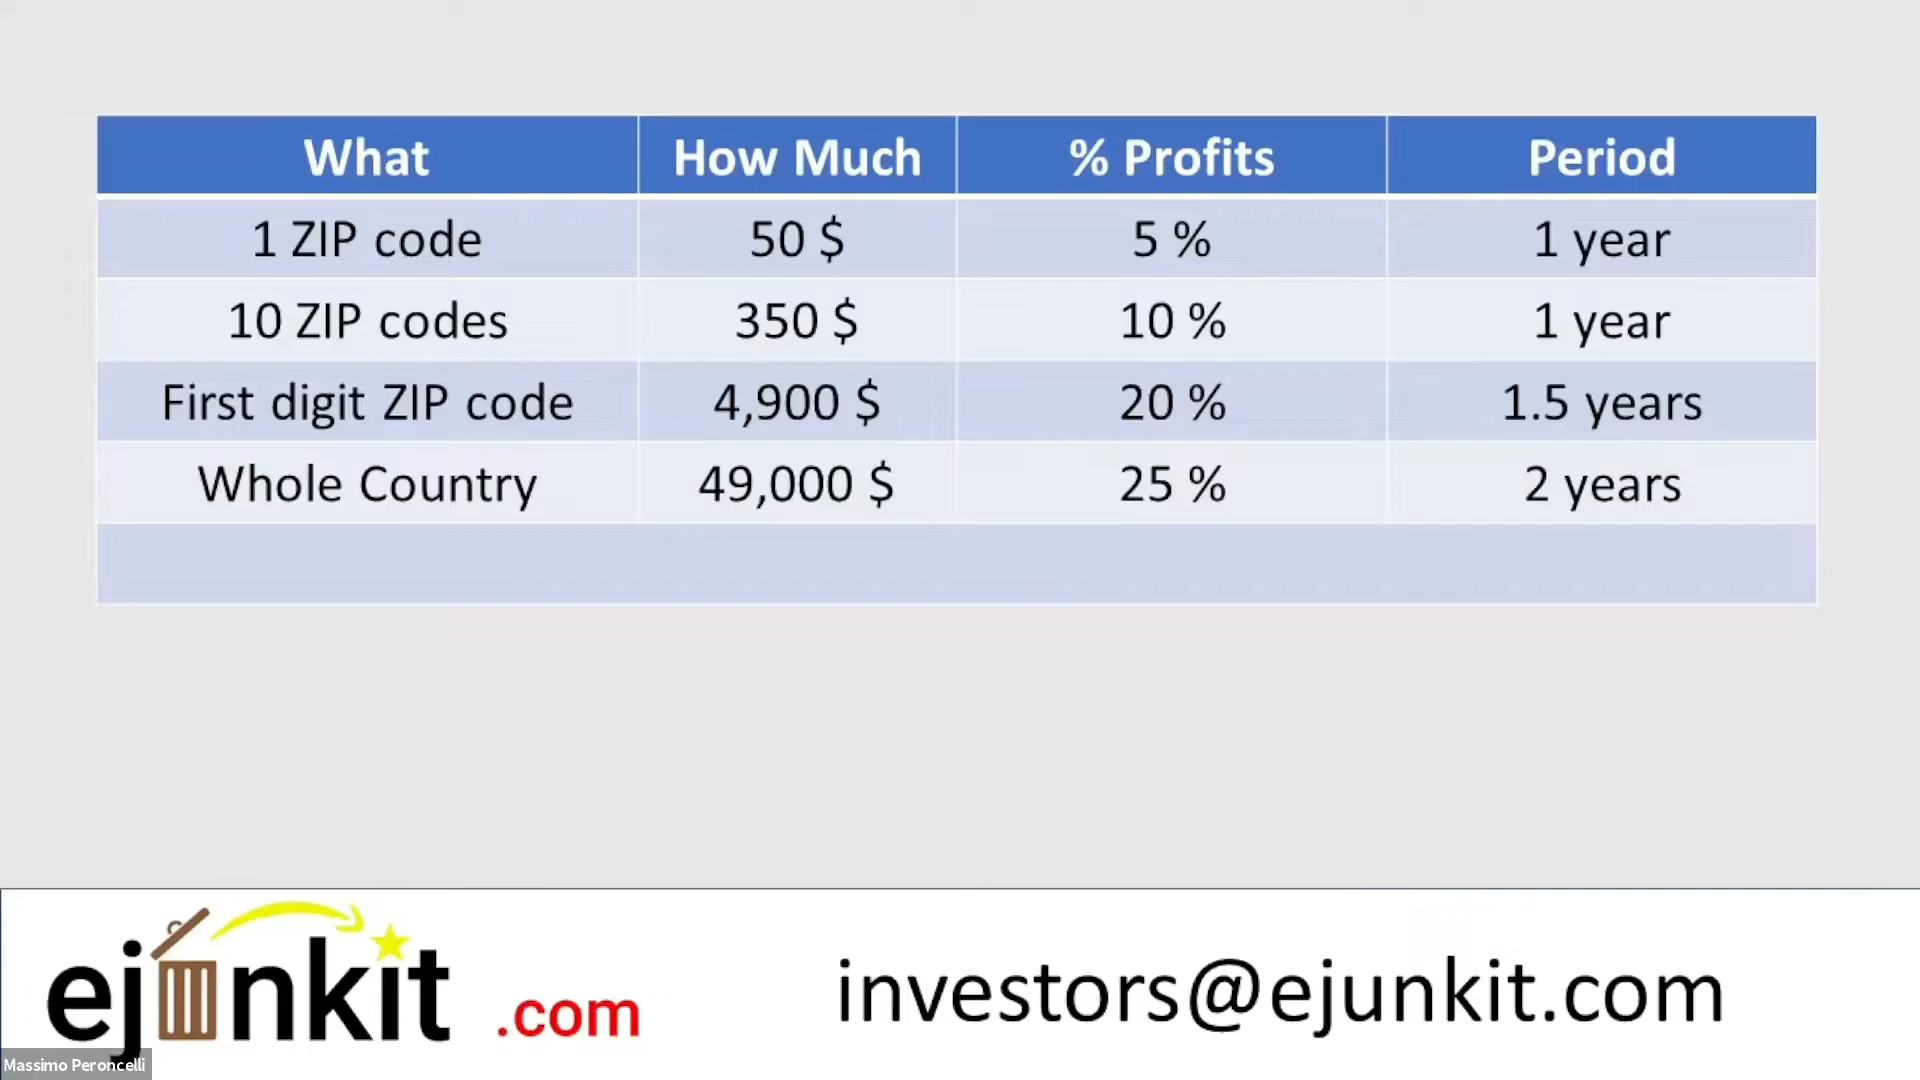 What How Much % Profits Period
1 ZIP code 50 $ 5 % 1 year
10 ZIP codes 350 $ 10 % 1 year
First digit ZIP code 4,900 $ 20 % 1.5 years
Whole Country 49,000 $ 25 % 2 years
ejunkit .com
investors@ejunkit.com
Massimo Peroncelli